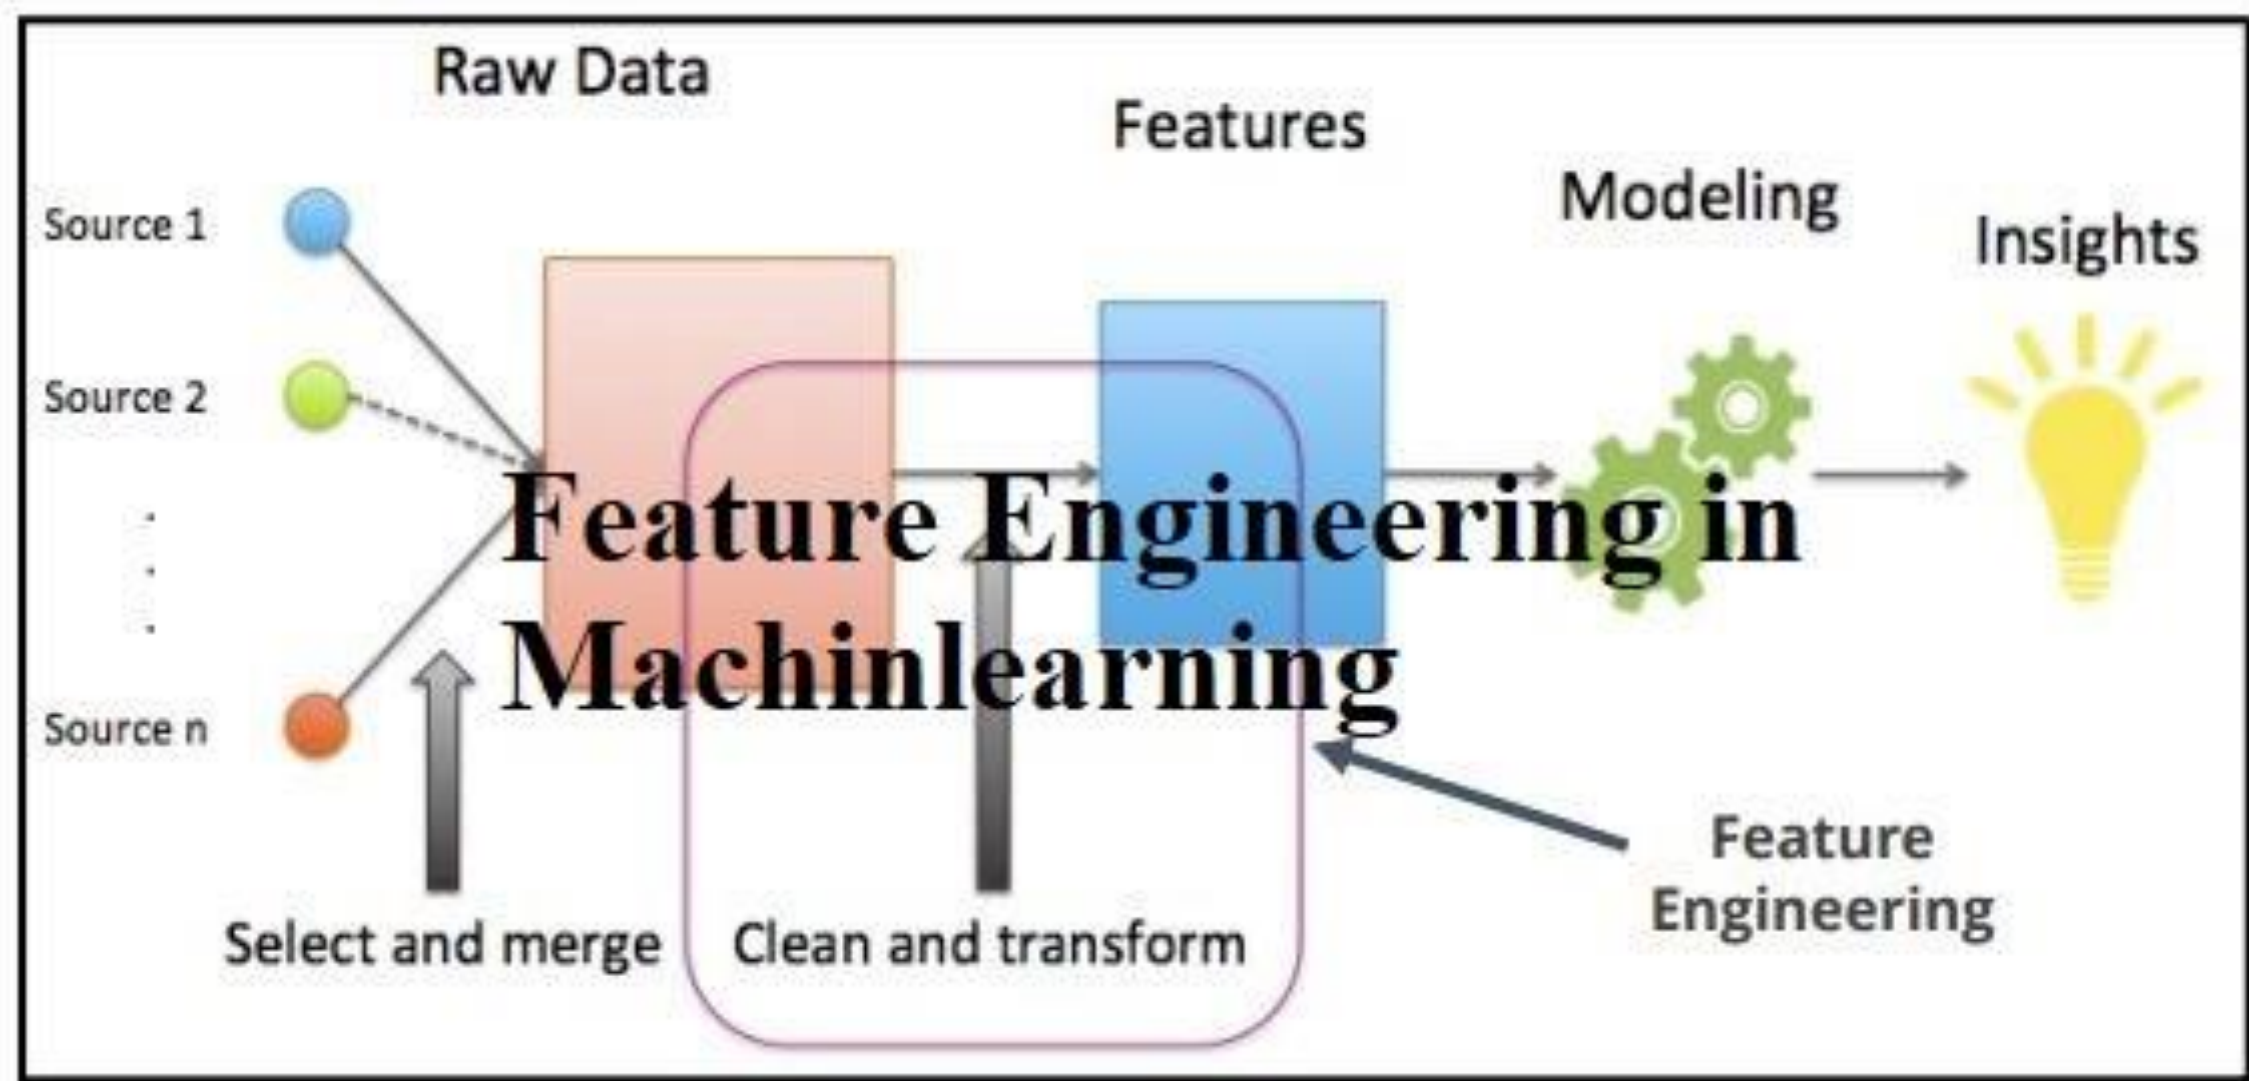 Raw Data
Features
Modeling
Insights
Source 1
Source 2
Source n
Feature Engineering in
Machinlearning
Select and merge
Clean and transform
Feature
Engineering